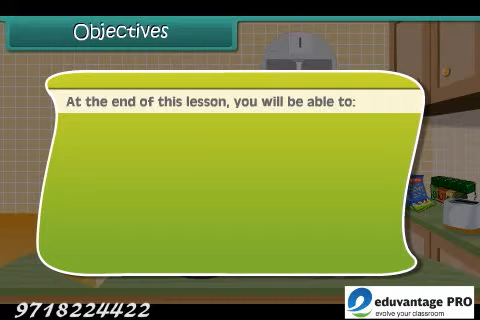 Objectives
At the end of this lesson, you will be able to:
9718224422
eduvantage PRO
evolve your classroom